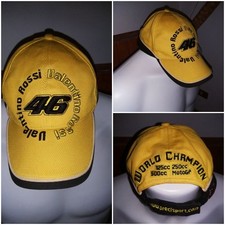 Valentino Rossi Valentino Rossi Valentino Rossi
46
46
WORLD CHAMPION
125cc 250cc
500cc MotoGP